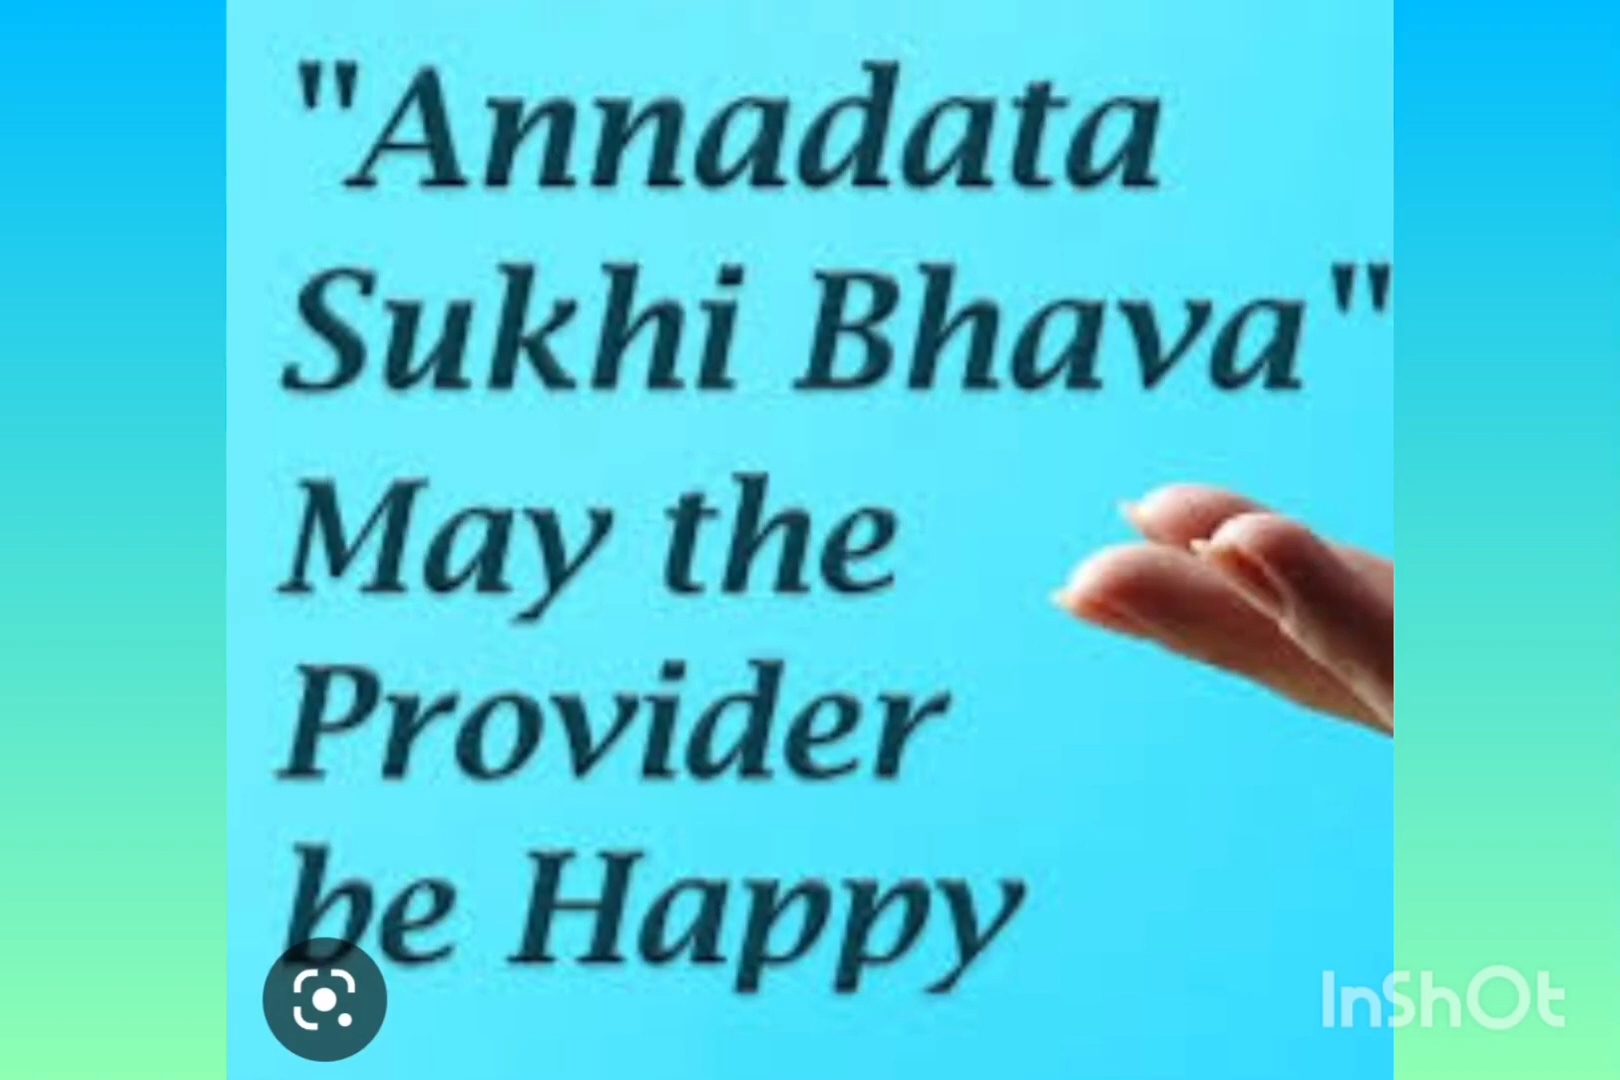 "Annadata
Sukhi Bhava"
May the
Provider
be Happy
InShOt